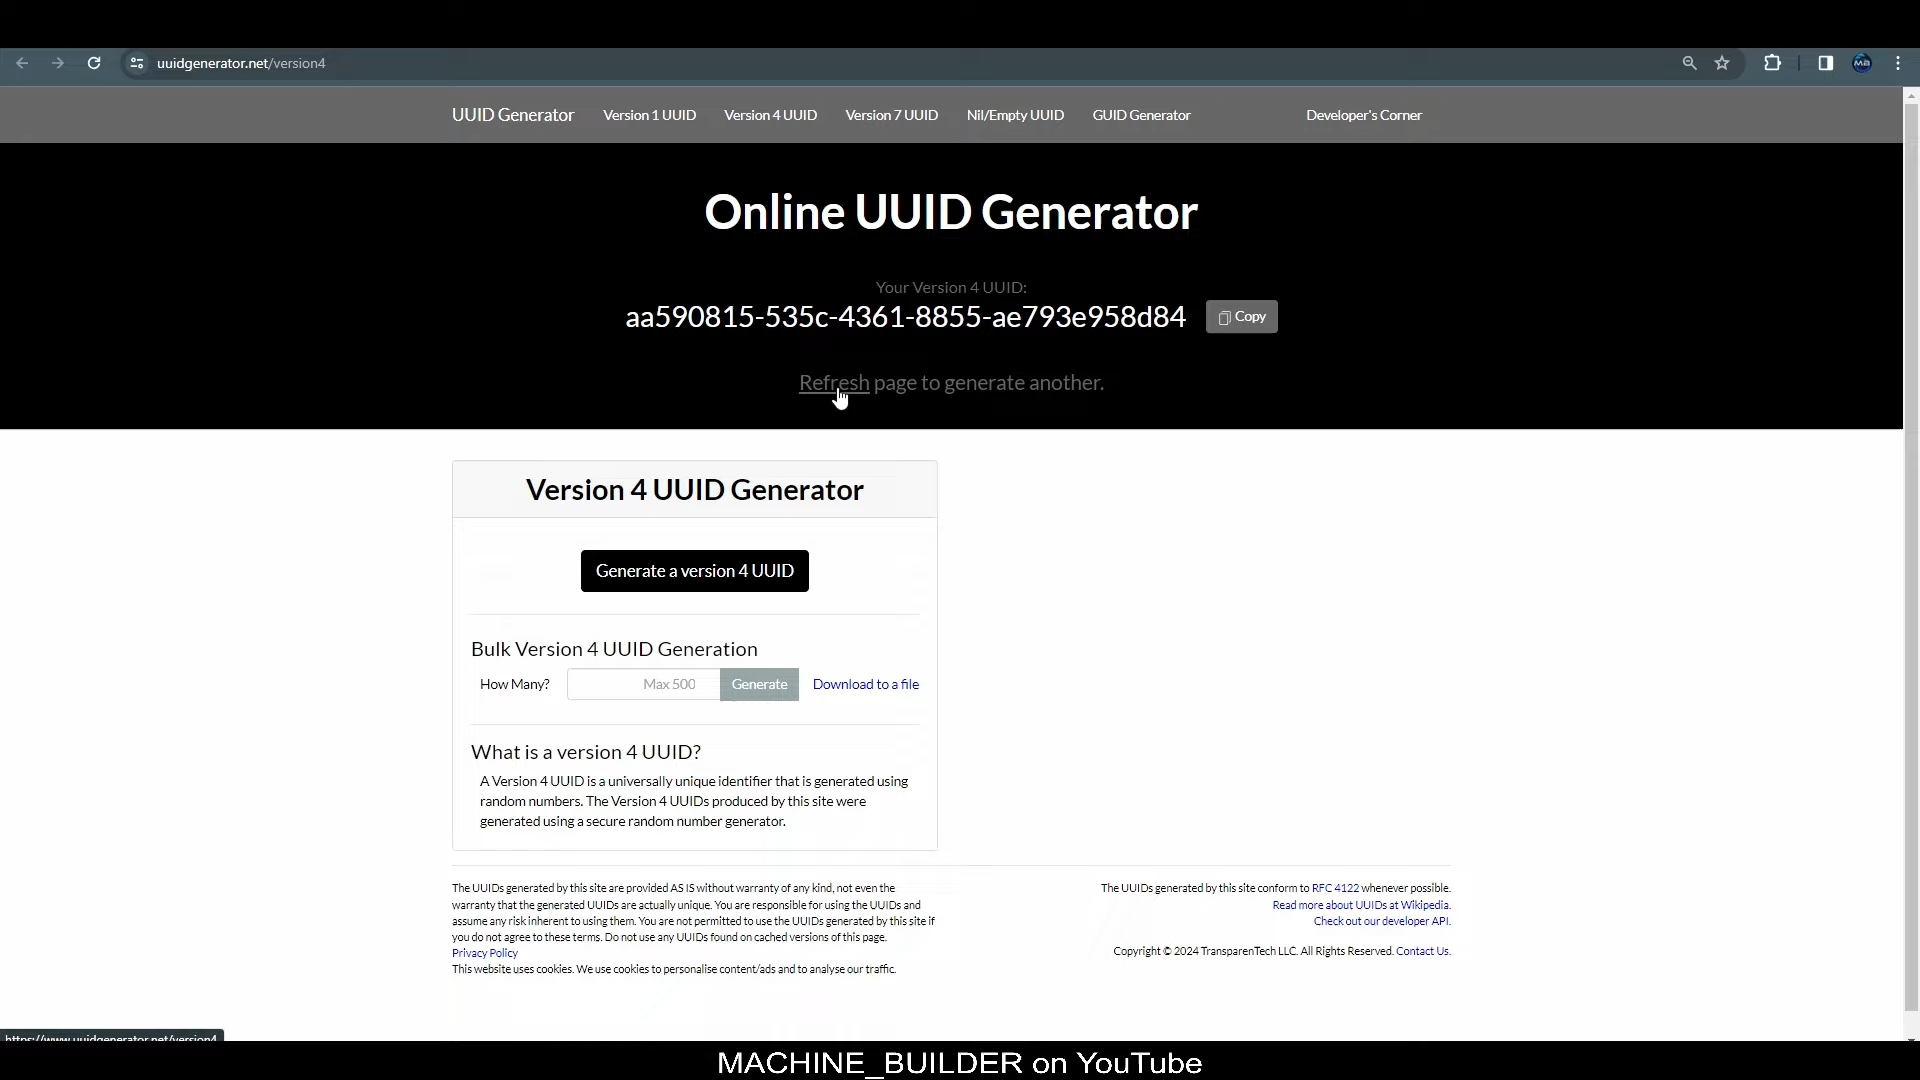 uuidgenerator.net/version4
UUID Generator Version 1 UUID Version 4 UUID Version 7 UUID Nil/Empty UUID GUID Generator Developer's Corner
Online UUID Generator
Your Version 4 UUID:
aa590815-535c-4361-8855-ae793e958d84 Copy
Refresh page to generate another.
Version 4 UUID Generator
Generate a version 4 UUID
Bulk Version 4 UUID Generation
How Many? Max 500 Generate Download to a file
What is a version 4 UUID?
A Version 4 UUID is a universally unique identifier that is generated using
random numbers. The Version 4 UUIDs produced by this site were
generated using a secure random number generator.
The UUIDs generated by this site are provided AS IS without warranty of any kind, not even the
warranty that the generated UUIDs are actually unique. You are responsible for using the UUIDs and
assume any risk inherent to using them. You are not permitted to use the UUIDs generated by this site if
you do not agree to these terms. Do not use any UUIDs found on cached versions of this page.
Privacy Policy
This website uses cookies. We use cookies to personalise content/ads and to analyse our traffic.
The UUIDs generated by this site conform to RFC 4122 whenever possible.
Read more about UUIDs at Wikipedia.
Check out our developer API.
Copyright © 2024 TransparenTech LLC. All Rights Reserved. Contact Us.
https://www.uuidgenerator.net/version4
MACHINE_BUILDER on YouTube